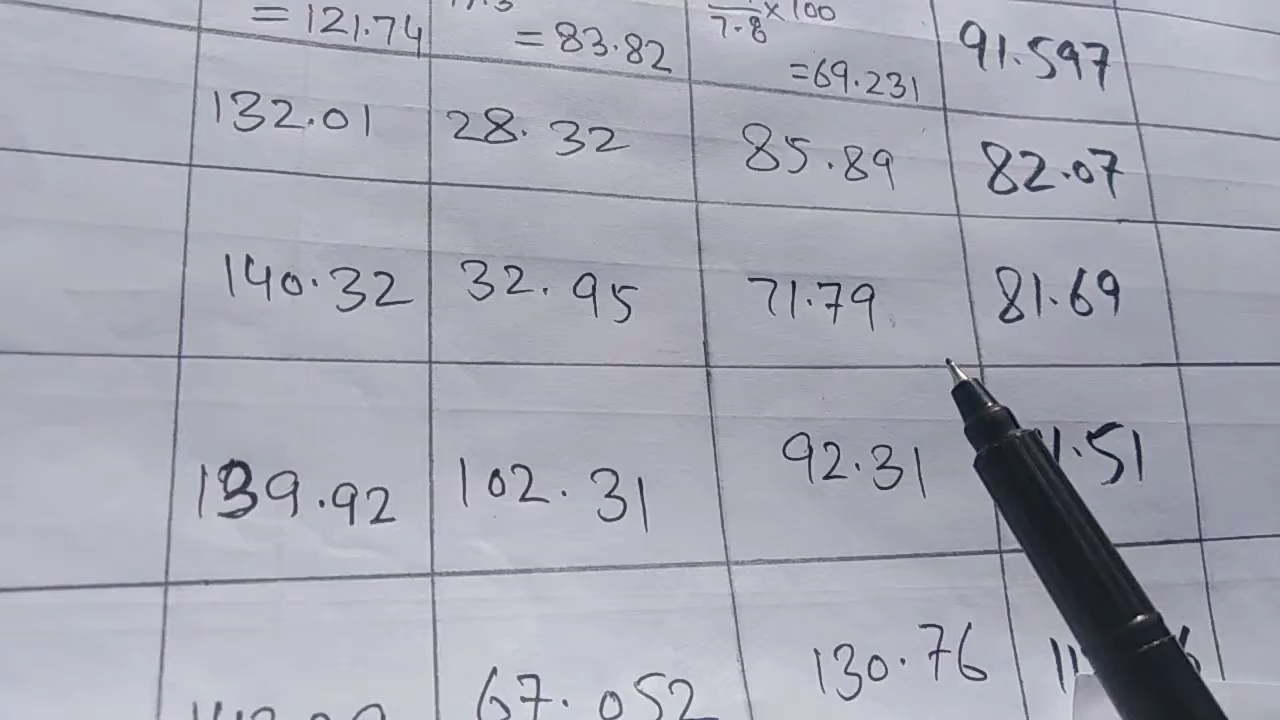 = 121.74 = 83.82 7.8 ×100 91.597
=69.231
132.01 28.32 85.89 82.07
140.32 32.95 71.79 81.69
139.92 102.31 92.31
67.052 130.76